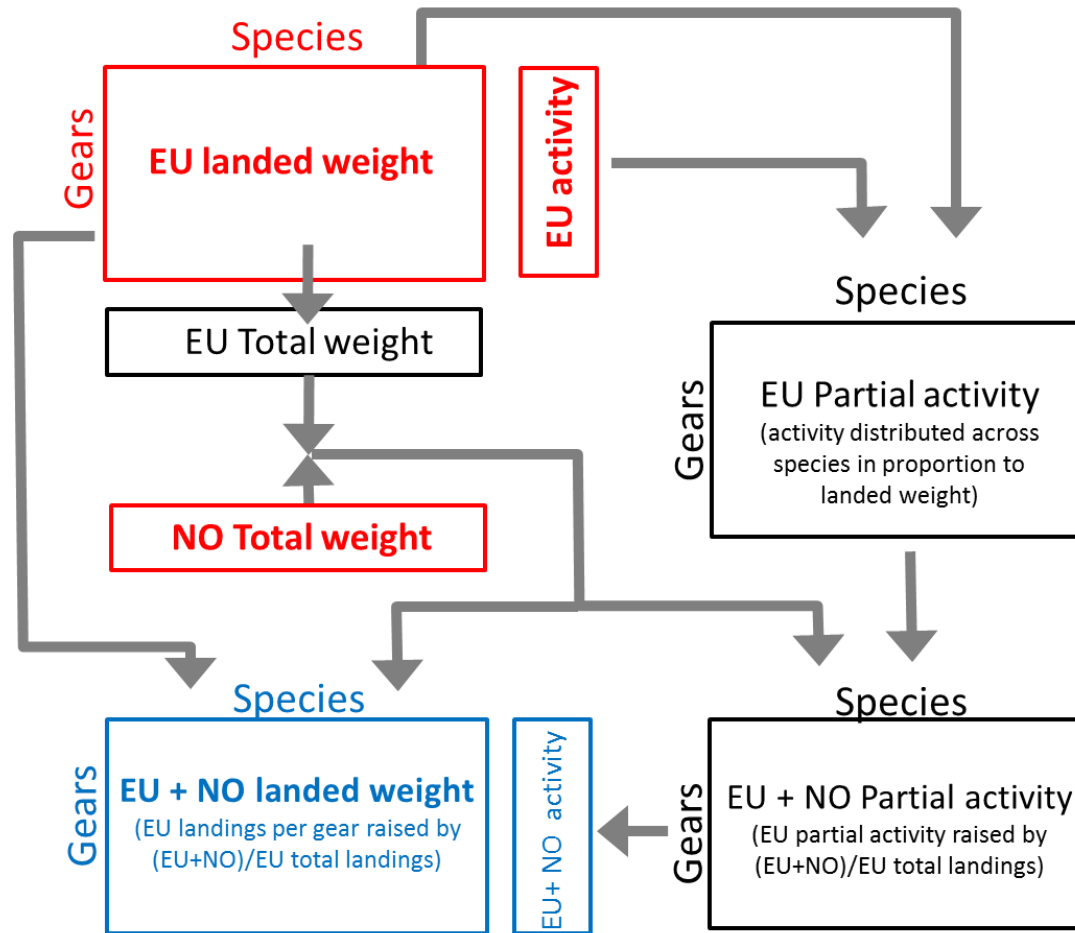 Species
Gears
EU landed weight
EU activity
EU Total weight
NO Total weight
Species
Gears
EU Partial activity
(activity distributed across
species in proportion to
landed weight)
Species
Gears
EU + NO landed weight
(EU landings per gear raised by
(EU+NO)/EU total landings)
EU+ NO activity
Species
Gears
EU + NO Partial activity
(EU partial activity raised by
(EU+NO)/EU total landings)